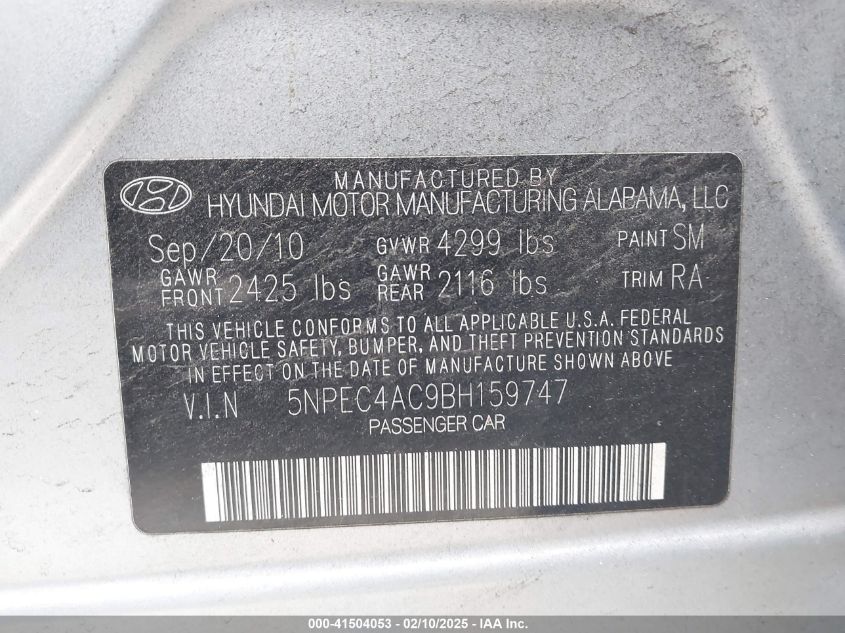 MANUFACTURED BY
HYUNDAI MOTOR MANUFACTURING ALABAMA, LLC
Sep/20/10 GVWR 4299 lbs PAINT SM
GAWR FRONT 2425 lbs GAWR REAR 2116 lbs TRIM RA
THIS VEHICLE CONFORMS TO ALL APPLICABLE U.S.A. FEDERAL
MOTOR VEHICLE SAFETY, BUMPER, AND THEFT PREVENTION STANDARDS
IN EFFECT ON THE DATE OF MANUFACTURE SHOWN ABOVE
V.I.N 5NPEC4AC9BH159747
PASSENGER CAR
000-41504053 - 02/10/2025 - IAA Inc.